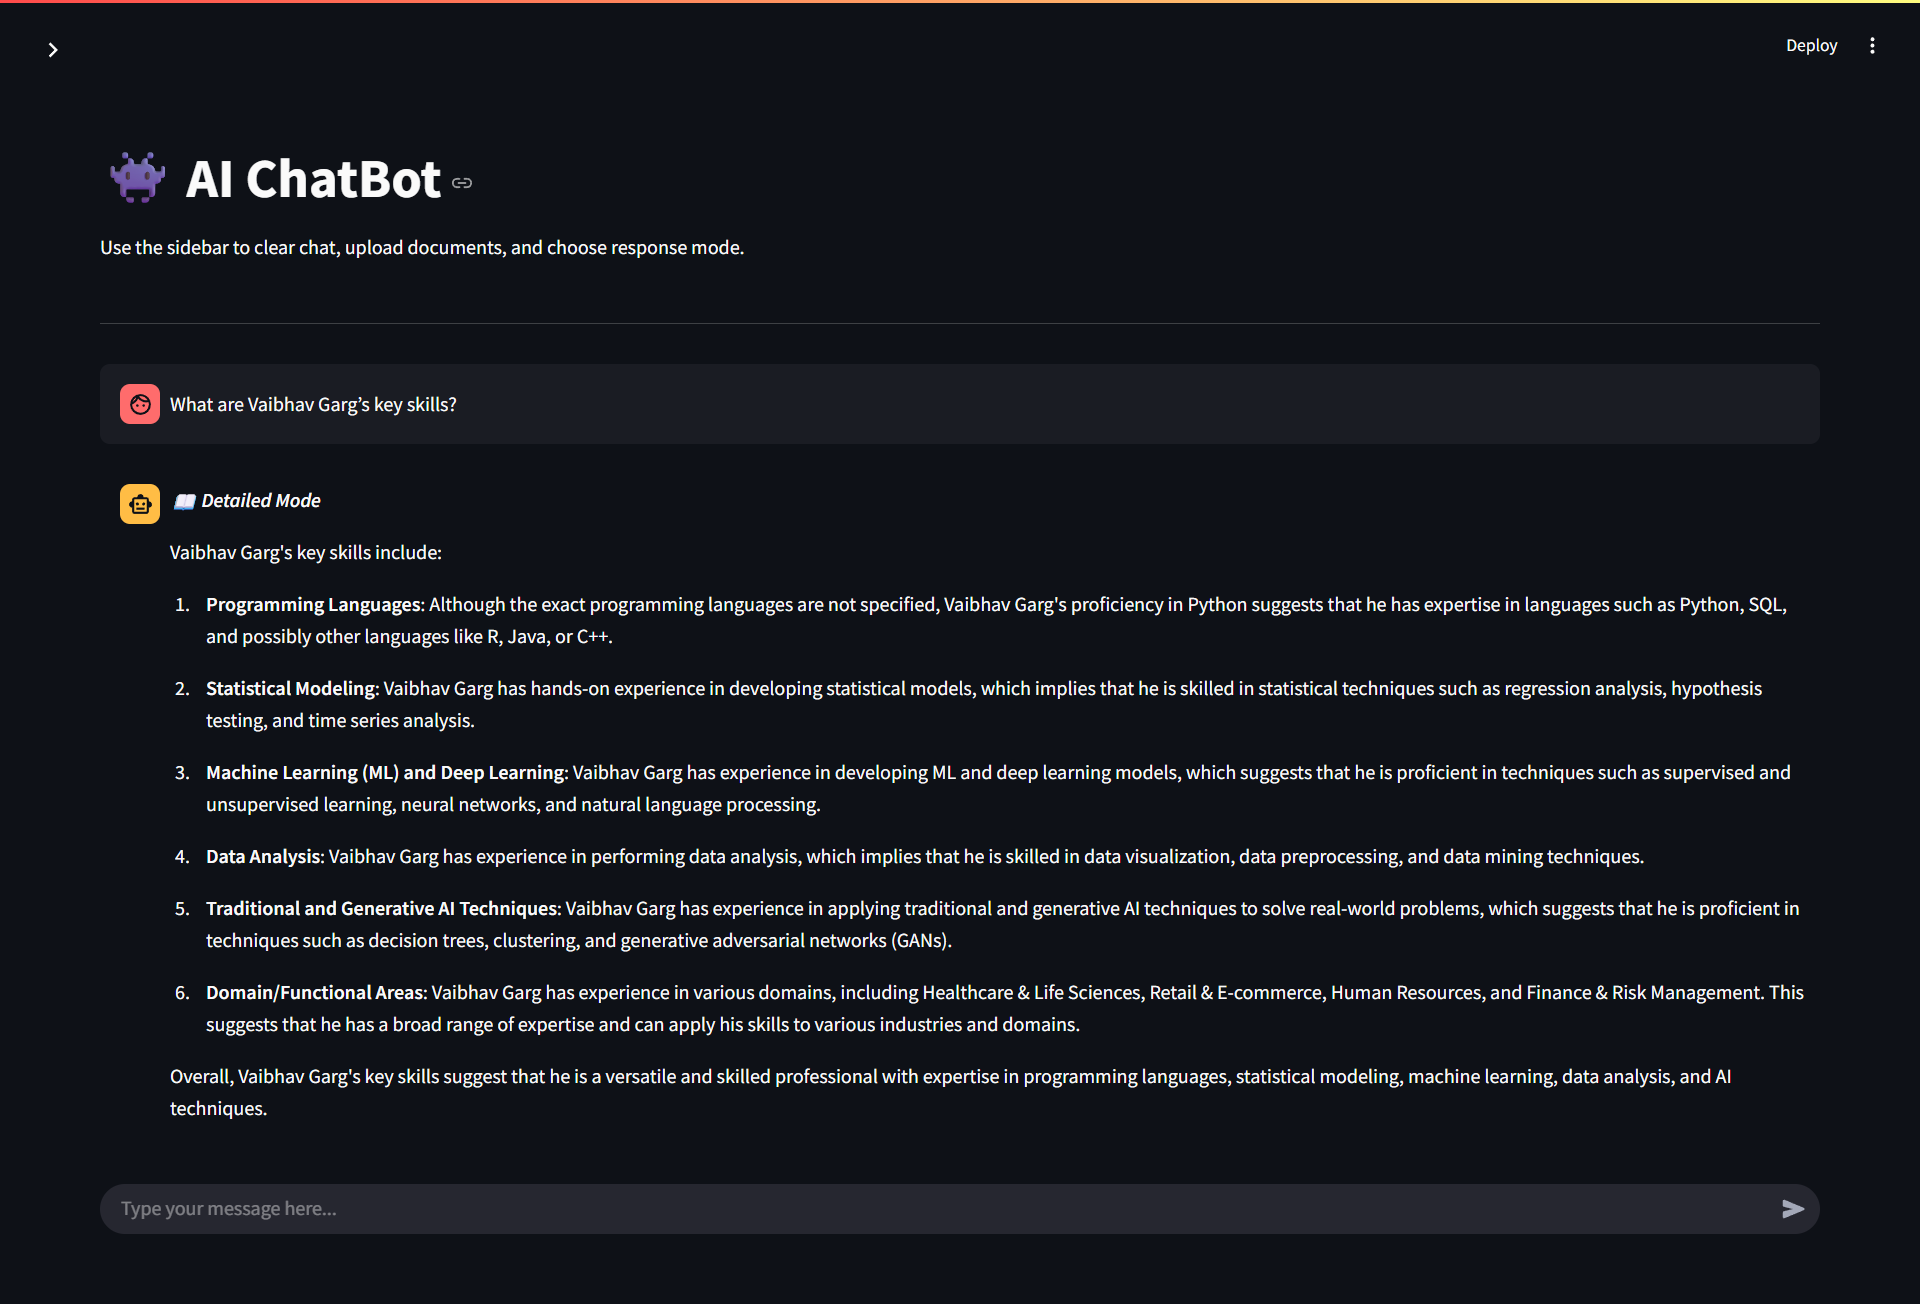 Deploy
AI ChatBot
Use the sidebar to clear chat, upload documents, and choose response mode.
What are Vaibhav Garg’s key skills?
Detailed Mode
Vaibhav Garg's key skills include:
1. Programming Languages: Although the exact programming languages are not specified, Vaibhav Garg's proficiency in Python suggests that he has expertise in languages such as Python, SQL,
and possibly other languages like R, Java, or C++.
2. Statistical Modeling: Vaibhav Garg has hands-on experience in developing statistical models, which implies that he is skilled in statistical techniques such as regression analysis, hypothesis
testing, and time series analysis.
3. Machine Learning (ML) and Deep Learning: Vaibhav Garg has experience in developing ML and deep learning models, which suggests that he is proficient in techniques such as supervised and
unsupervised learning, neural networks, and natural language processing.
4. Data Analysis: Vaibhav Garg has experience in performing data analysis, which implies that he is skilled in data visualization, data preprocessing, and data mining techniques.
5. Traditional and Generative AI Techniques: Vaibhav Garg has experience in applying traditional and generative AI techniques to solve real-world problems, which suggests that he is proficient in
techniques such as decision trees, clustering, and generative adversarial networks (GANs).
6. Domain/Functional Areas: Vaibhav Garg has experience in various domains, including Healthcare & Life Sciences, Retail & E-commerce, Human Resources, and Finance & Risk Management. This
suggests that he has a broad range of expertise and can apply his skills to various industries and domains.
Overall, Vaibhav Garg's key skills suggest that he is a versatile and skilled professional with expertise in programming languages, statistical modeling, machine learning, data analysis, and AI
techniques.
Type your message here...